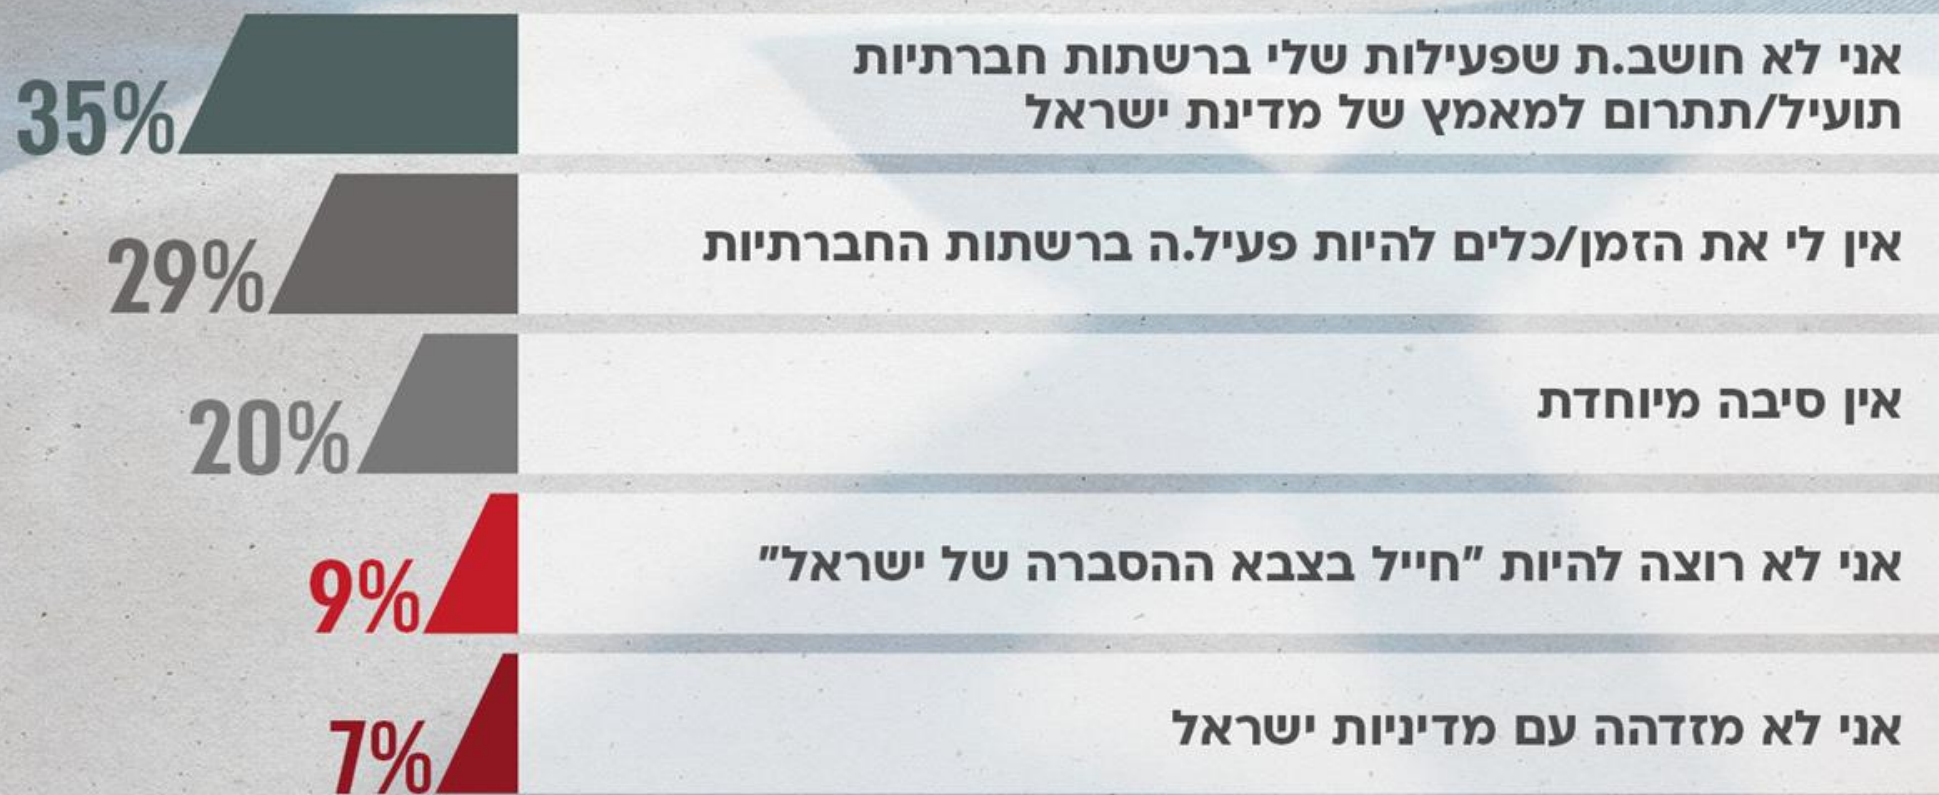 אני לא חושב.ת שפעילות שלי ברשתות חברתיות
תועיל/תתרום למאמץ של מדינת ישראל
35%
אין לי את הזמן/כלים להיות פעיל.ה ברשתות החברתיות
29%
אין סיבה מיוחדת
20%
אני לא רוצה להיות "חייל בצבא ההסברה של ישראל"
9%
אני לא מזדהה עם מדיניות ישראל
7%